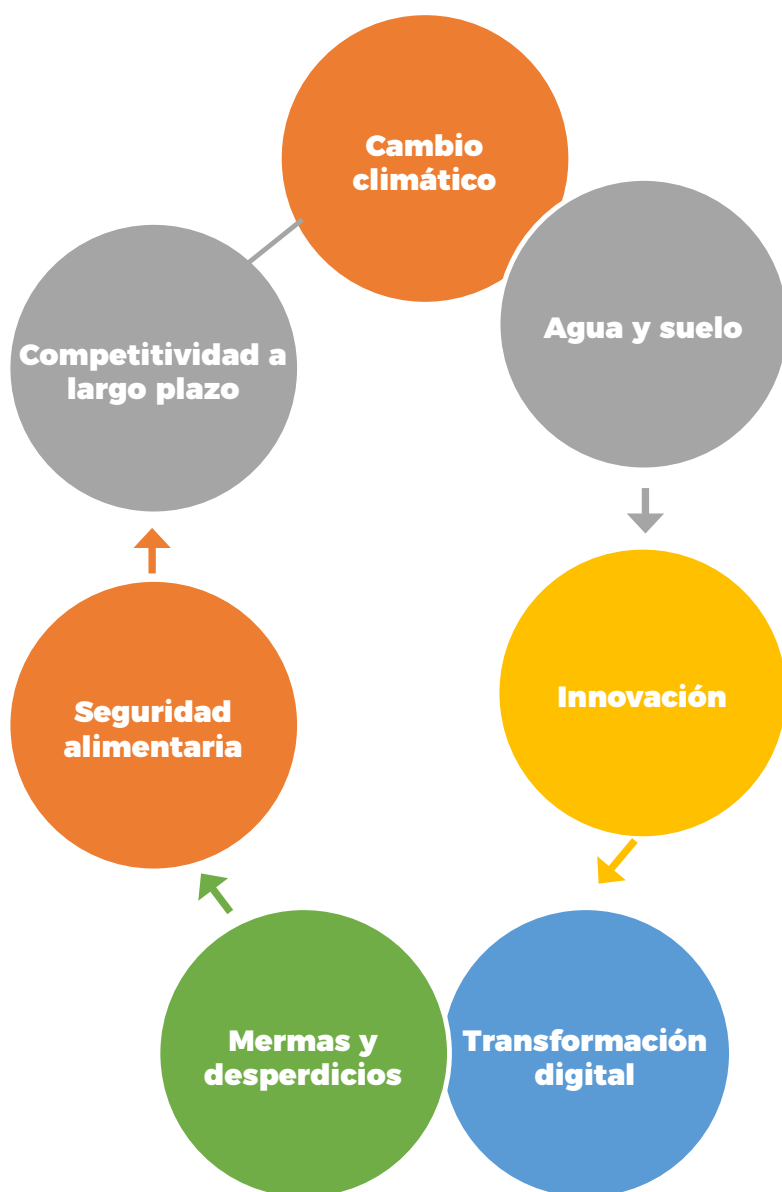 Cambio
climático
Agua y suelo
Innovación
Transformación
digital
Mermas y
desperdicios
Seguridad
alimentaria
Competitividad a
largo plazo